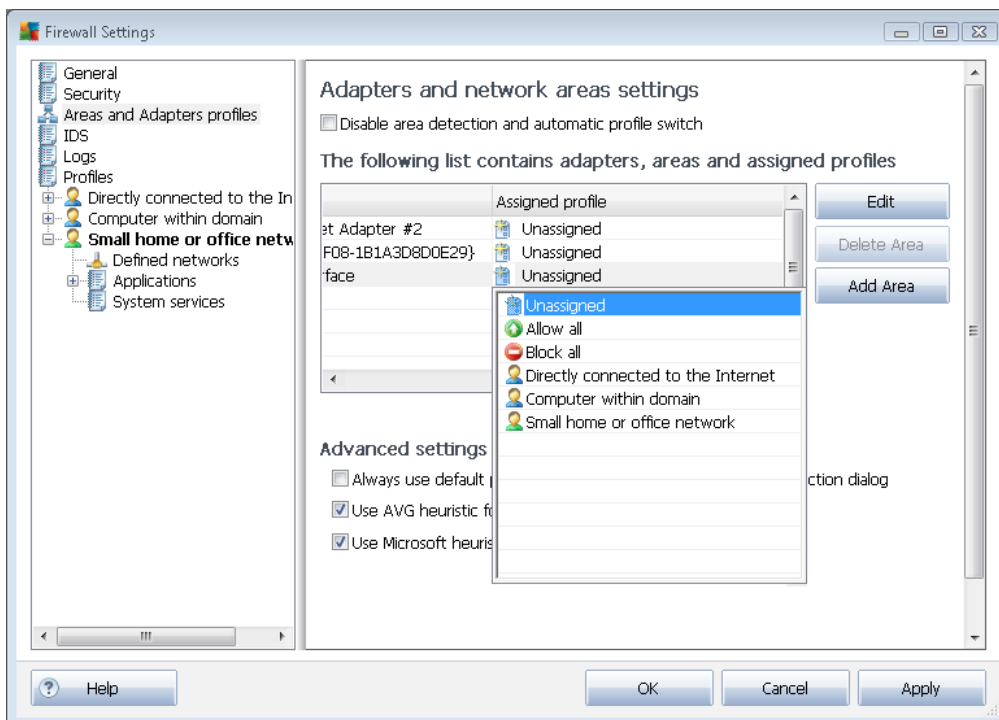 Firewall Settings
General
Security
Areas and Adapters profiles
IDS
Logs
Profiles
Directly connected to the In
Computer within domain
Small home or office netw
Defined networks
Applications
System services
Adapters and network areas settings
Disable area detection and automatic profile switch
The following list contains adapters, areas and assigned profiles
Assigned profile
et Adapter #2 Unassigned
F08-1B1A3D8D0E29} Unassigned
rface Unassigned
Unassigned
Allow all
Block all
Directly connected to the Internet
Computer within domain
Small home or office network
Edit
Delete Area
Add Area
Advanced settings
Always use default ction dialog
Use AVG heuristic fo
Use Microsoft heuris
Help
OK
Cancel
Apply